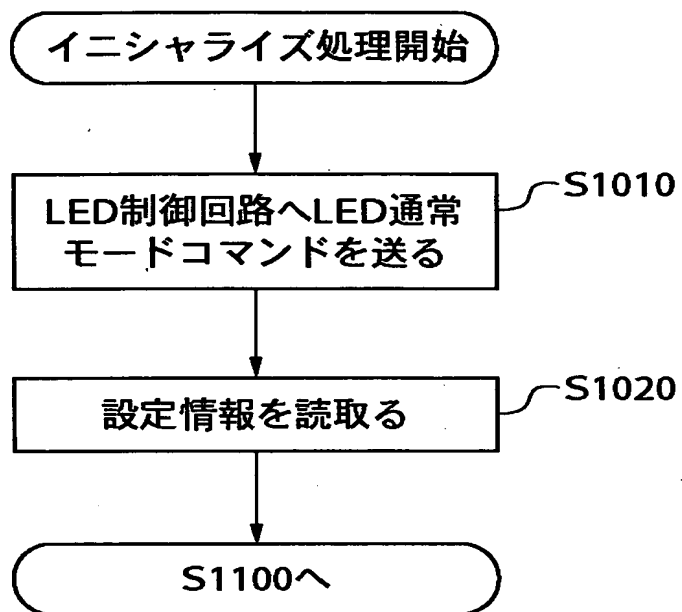 イニシャライズ処理開始
LED制御回路へLED通常
モードコマンドを送る
S1010
設定情報を読取る
S1020
S1100へ